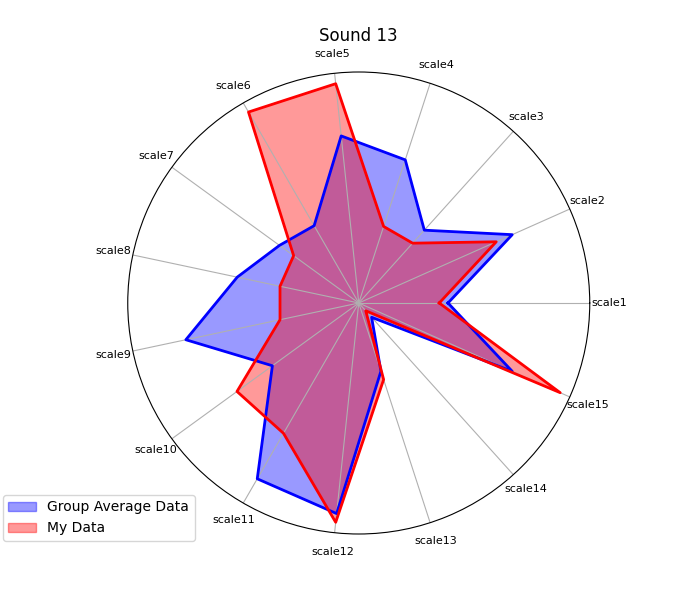 Sound 13
scale5
scale4
scale6
scale3
scale7
scale2
scale8
scale1
scale9
scale15
scale10
scale14
scale11
scale13
scale12
Group Average Data
My Data